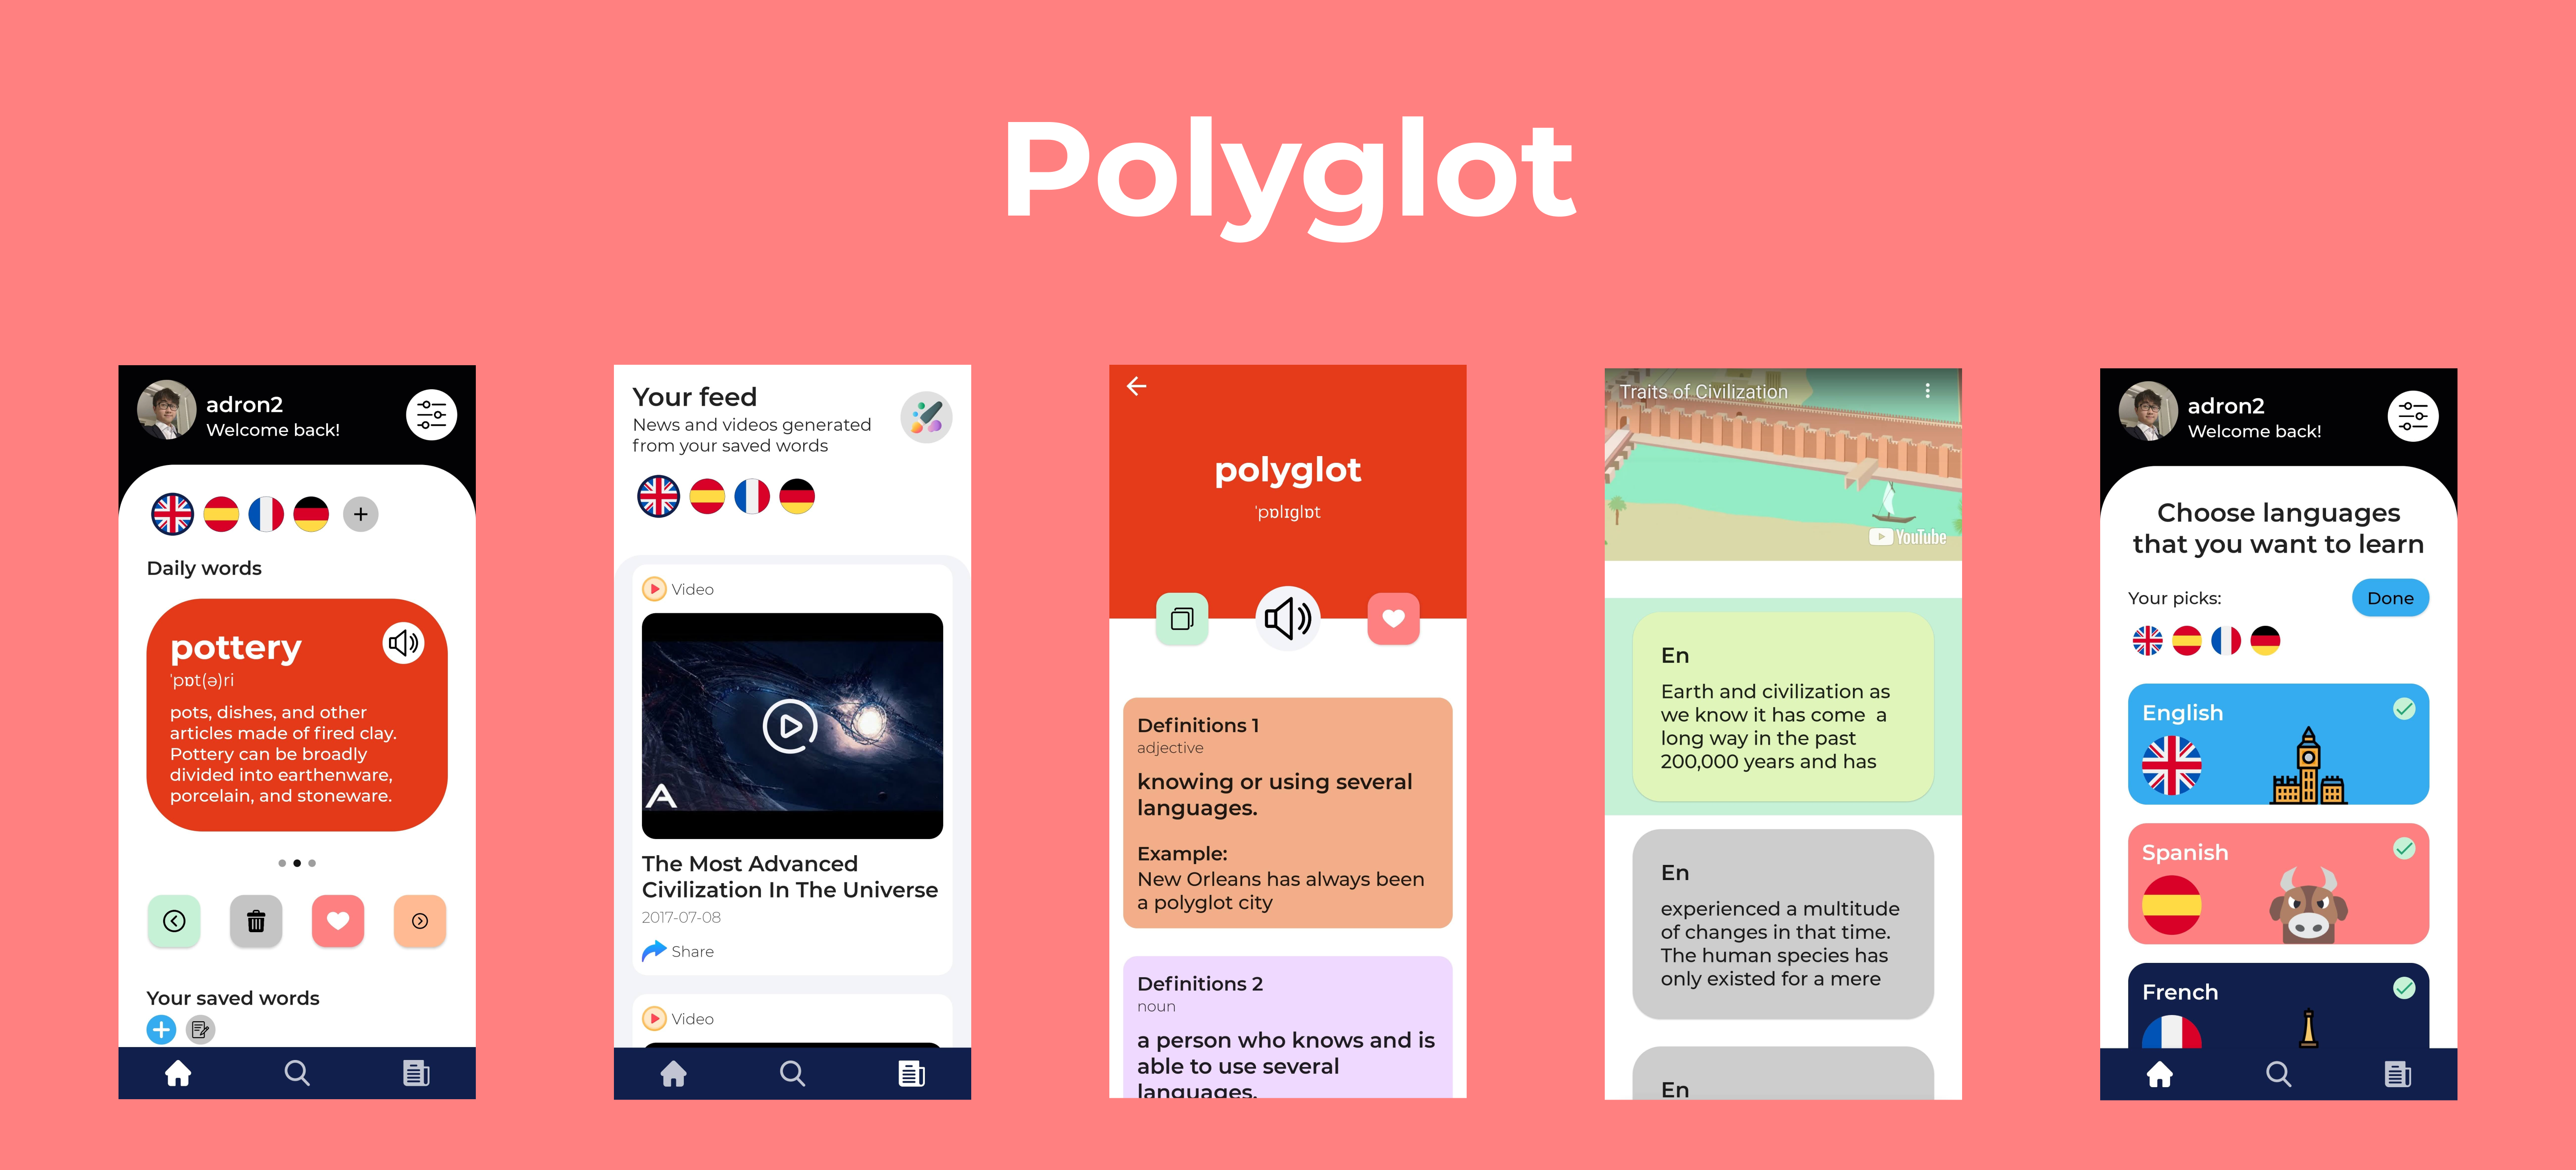 Polyglot
adron2
Welcome back!
Daily words
pottery
ˈpɒt(ə)ri
pots, dishes, and other
articles made of fired clay.
Pottery can be broadly
divided into earthenware,
porcelain, and stoneware.
Your saved words
Your feed
News and videos generated
from your saved words
Video
A
The Most Advanced
Civilization In The Universe
2017-07-08
Share
Video
polyglot
ˈpɒlɪɡlɒt
Definitions 1
adjective
knowing or using several
languages.
Example:
New Orleans has always been
a polyglot city
Definitions 2
noun
a person who knows and is
able to use several
languages.
Traits of Civilization
YouTube
En
Earth and civilization as
we know it has come  a
long way in the past
200,000 years and has
En
experienced a multitude
of changes in that time.
The human species has
only existed for a mere
En
adron2
Welcome back!
Choose languages
that you want to learn
Your picks:
Done
English
Spanish
French